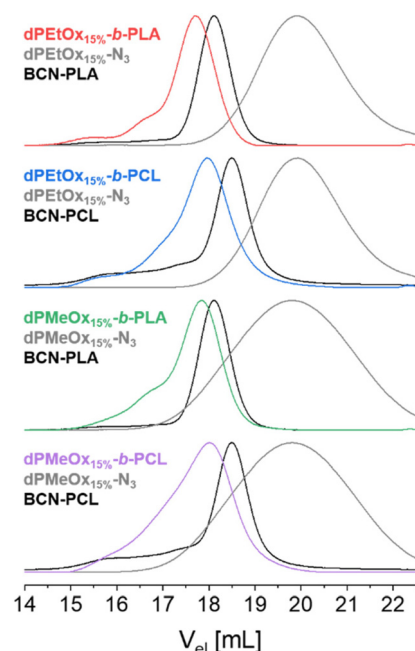 dPEtOx15%-b-PLA
dPEtOx15%-N3
BCN-PLA
dPEtOx15%-b-PCL
dPEtOx15%-N3
BCN-PCL
dPMeOx15%-b-PLA
dPMeOx15%-N3
BCN-PLA
dPMeOx15%-b-PCL
dPMeOx15%-N3
BCN-PCL
14 15 16 17 18 19 20 21 22
Vel [mL]